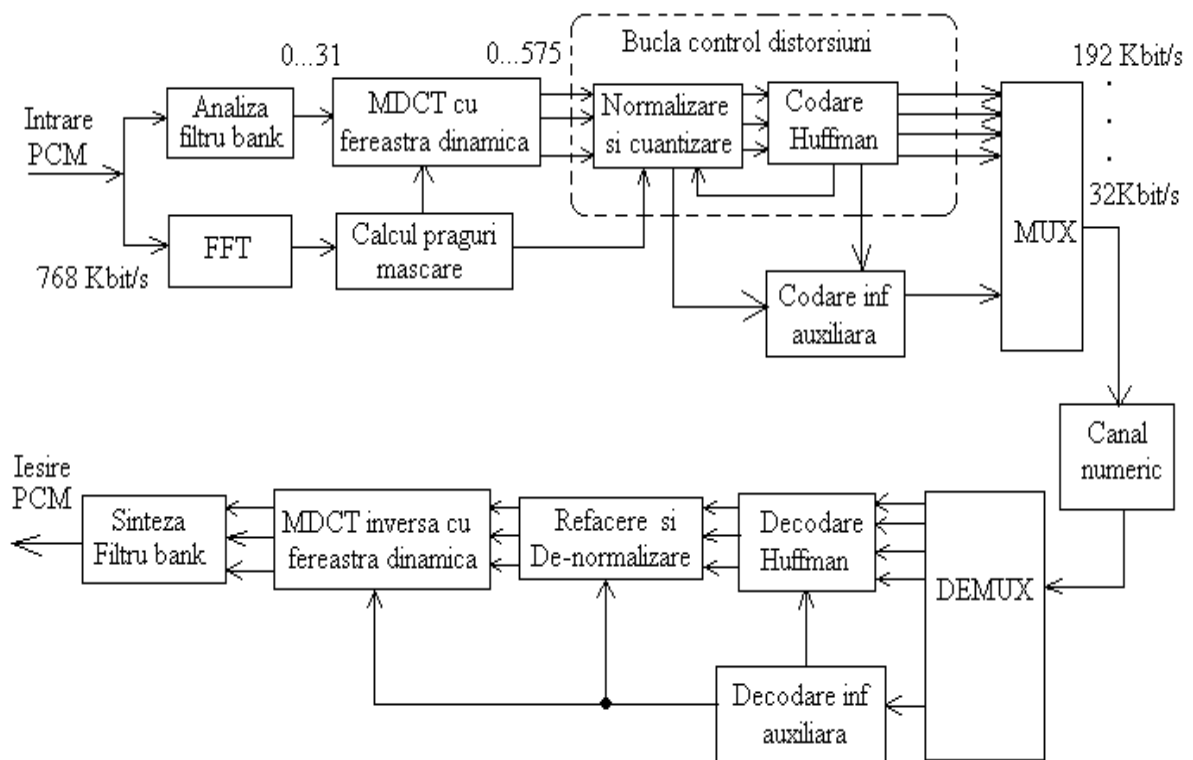 Bucla control distorsiuni
192 Kbit/s
.
.
.
32Kbit/s
0...31
0...575
Intrare
PCM
Analiza
filtru bank
MDCT cu
fereastra dinamica
Normalizare
si cuantizare
Codare
Huffman
MUX
768 Kbit/s
FFT
Calcul praguri
mascare
Codare inf
auxiliara
Canal
numeric
Iesire
PCM
Sinteza
Filtru bank
MDCT inversa cu
fereastra dinamica
Refacere si
De-normalizare
Decodare
Huffman
DEMUX
Decodare inf
auxiliara